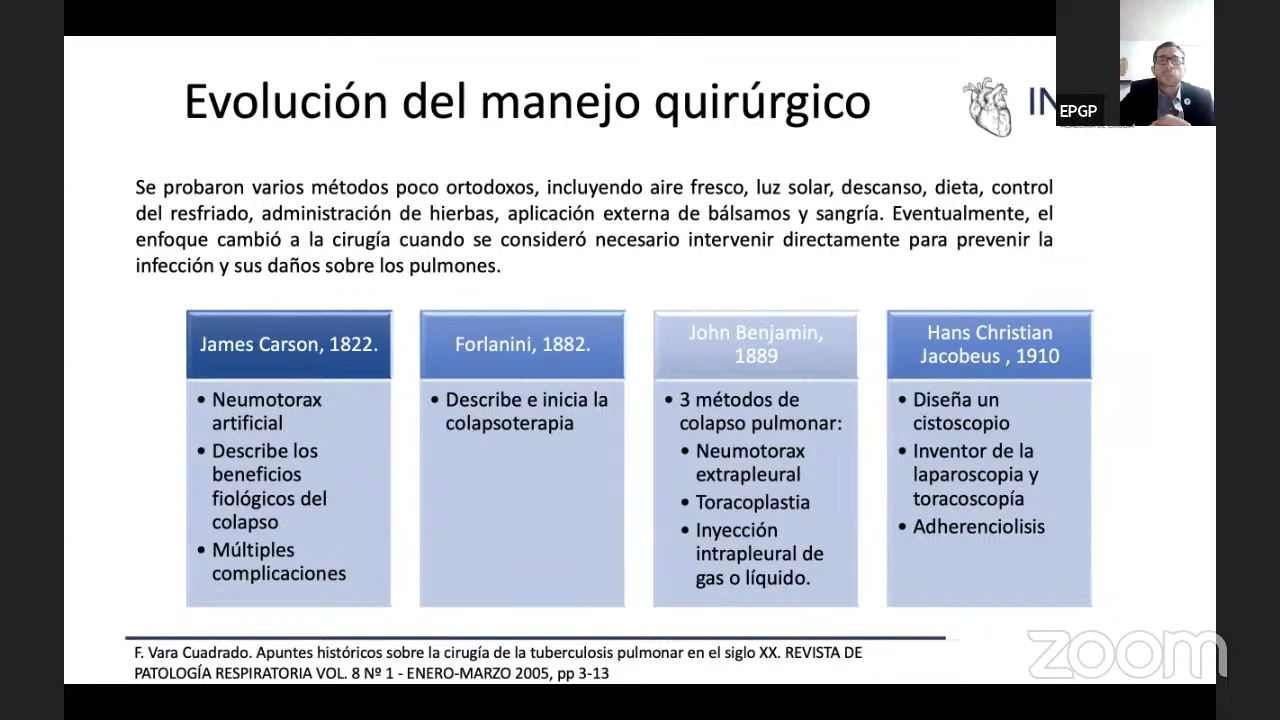 Evolución del manejo quirúrgico
IN
EPGP
Se probaron varios métodos poco ortodoxos, incluyendo aire fresco, luz solar, descanso, dieta, control
del resfriado, administración de hierbas, aplicación externa de bálsamos y sangría. Eventualmente, el
enfoque cambió a la cirugía cuando se consideró necesario intervenir directamente para prevenir la
infección y sus daños sobre los pulmones.
James Carson, 1822.
• Neumotorax
artificial
• Describe los
beneficios
fiológicos del
colapso
• Múltiples
complicaciones
Forlanini, 1882.
• Describe e inicia la
colapsoterapia
John Benjamin,
1889
• 3 métodos de
colapso pulmonar:
• Neumotorax
extrapleural
• Toracoplastia
• Inyección
intrapleural de
gas o líquido.
Hans Christian
Jacobeus , 1910
• Diseña un
cistoscopio
• Inventor de la
laparoscopia y
toracoscopía
• Adherenciolisis
F. Vara Cuadrado. Apuntes históricos sobre la cirugía de la tuberculosis pulmonar en el siglo XX. REVISTA DE
PATOLOGÍA RESPIRATORIA VOL. 8 Nº 1 - ENERO-MARZO 2005, pp 3-13
zoom